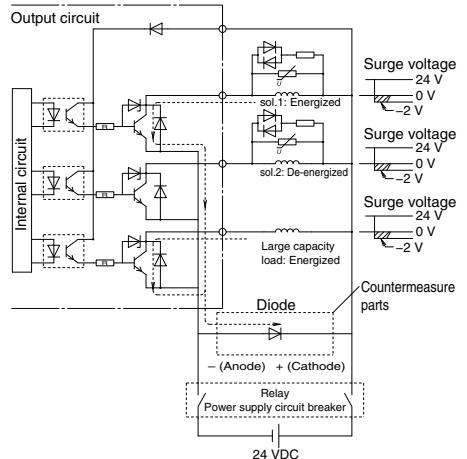 Output circuit
Internal circuit
R
R
R
U
sol.1: Energized
U
sol.2: De-energized
Large capacity
load: Energized
Surge voltage
24 V
0 V
–2 V
Surge voltage
24 V
0 V
–2 V
Surge voltage
24 V
0 V
–2 V
Diode
Countermeasure
parts
– (Anode) + (Cathode)
Relay
Power supply circuit breaker
24 VDC